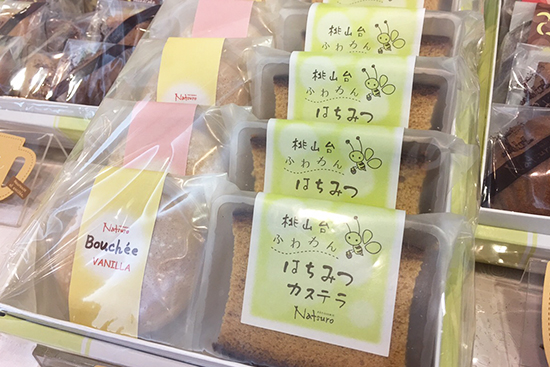 桃山台
ふわろん
桃山台
ふわろん
はちみつ
桃山台
ふわろん
はちみつ
桃山台
ふわろん
はちみつ
カステラ
Natsuro
Natsuro
Natsuro
Bouchée
VANILLA